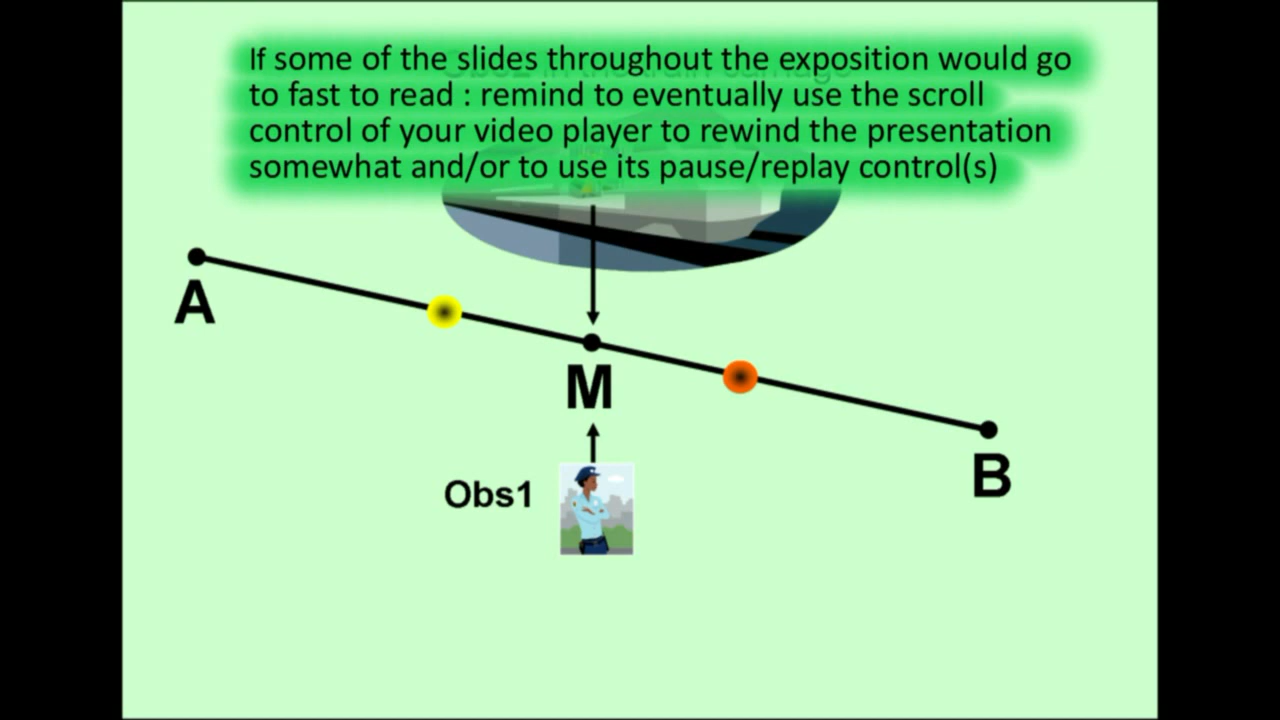 If some of the slides throughout the exposition would go
to fast to read : remind to eventually use the scroll
control of your video player to rewind the presentation
somewhat and/or to use its pause/replay control(s)
A
M
B
Obs1